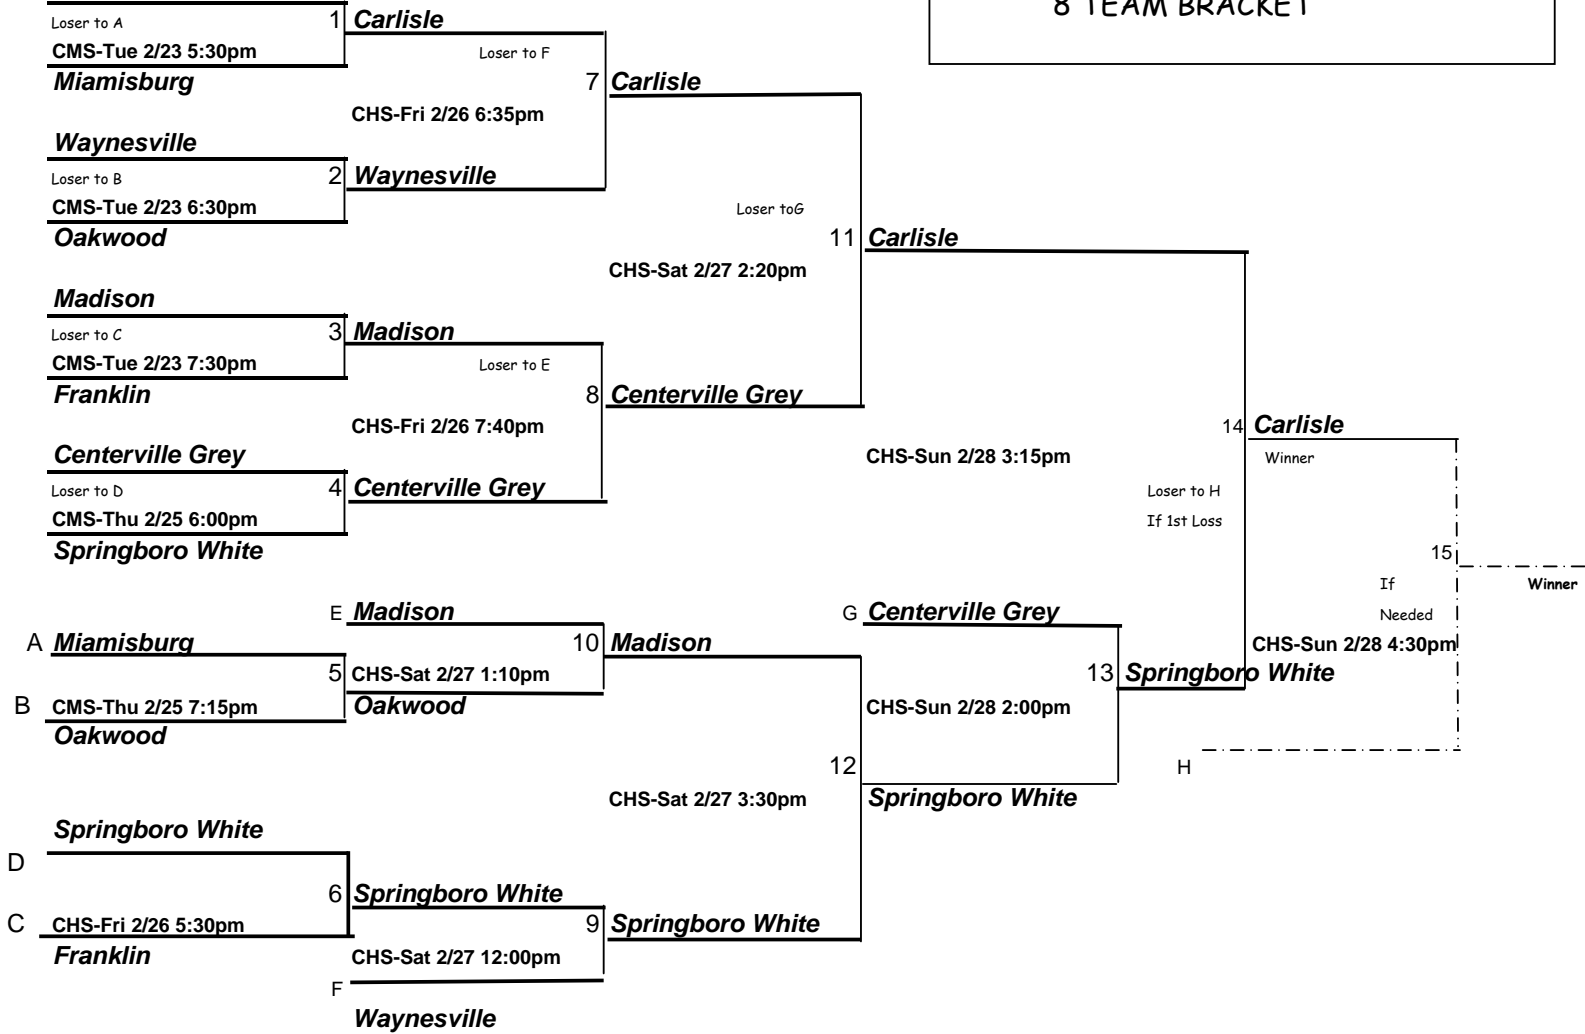 8 TEAM BRACKET
Loser to A
1
Carlisle
CMS-Tue 2/23 5:30pm
Loser to F
Miamisburg
7
Carlisle
CHS-Fri 2/26 6:35pm
Waynesville
Loser to B
2
Waynesville
CMS-Tue 2/23 6:30pm
Loser toG
Oakwood
11
Carlisle
CHS-Sat 2/27 2:20pm
Madison
Loser to C
3
Madison
CMS-Tue 2/23 7:30pm
Loser to E
Franklin
8
Centerville Grey
CHS-Fri 2/26 7:40pm
14
Carlisle
Centerville Grey
CHS-Sun 2/28 3:15pm
Winner
Loser to D
4
Centerville Grey
Loser to H
CMS-Thu 2/25 6:00pm
If 1st Loss
Springboro White
15
If
Winner
Needed
CHS-Sun 2/28 4:30pm
E
Madison
G
Centerville Grey
A
Miamisburg
10
Madison
5
CHS-Sat 2/27 1:10pm
13
Springboro White
B
CMS-Thu 2/25 7:15pm
Oakwood
CHS-Sun 2/28 2:00pm
Oakwood
12
H
CHS-Sat 2/27 3:30pm
Springboro White
Springboro White
D
6
Springboro White
C
CHS-Fri 2/26 5:30pm
9
Springboro White
Franklin
CHS-Sat 2/27 12:00pm
F
Waynesville